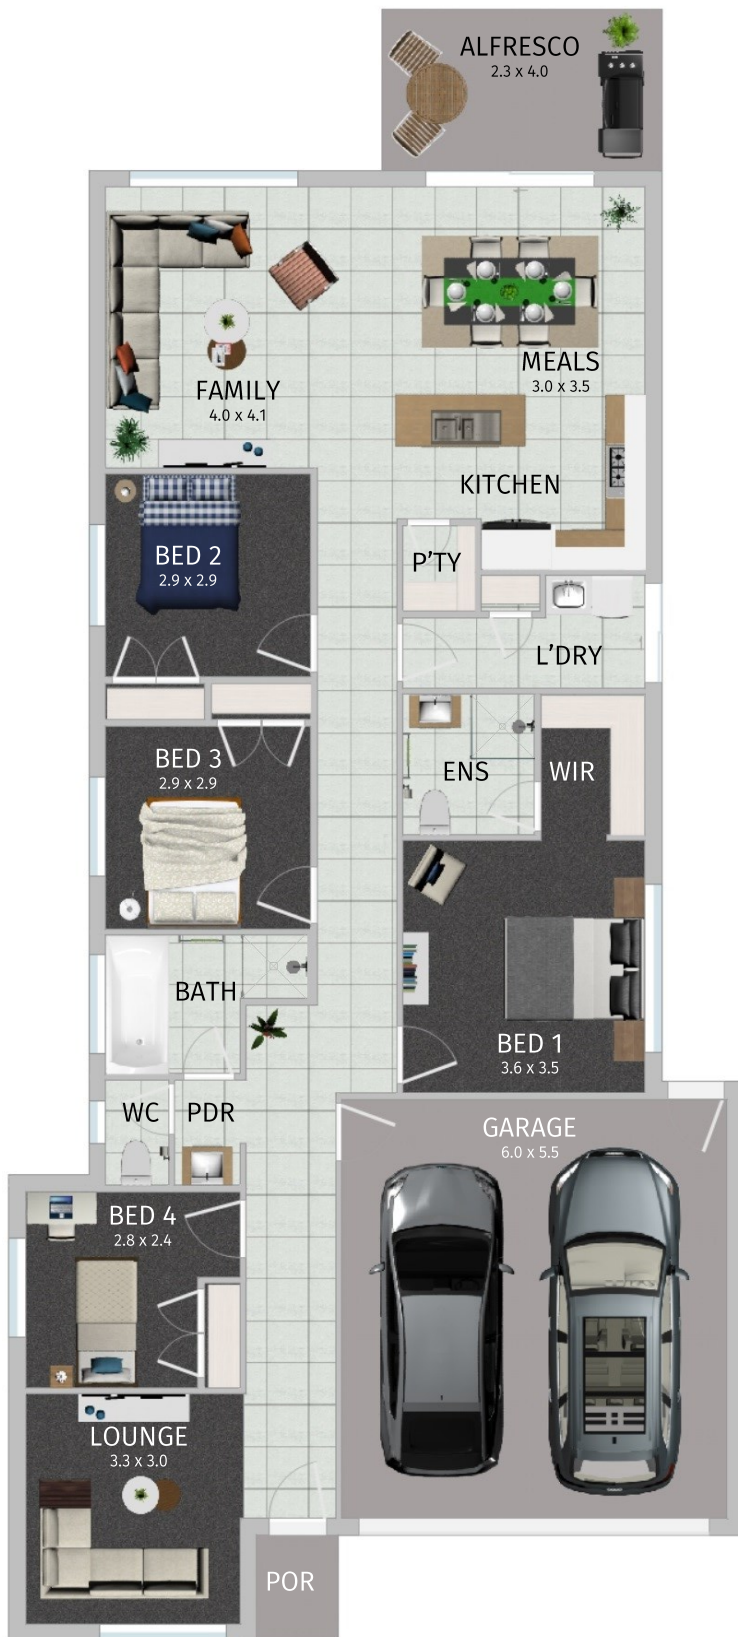 ALFRESCO
2.3 x 4.0
MEALS
3.0 x 3.5
FAMILY
4.0 x 4.1
KITCHEN
BED 2
2.9 x 2.9
P'TY
L'DRY
BED 3
2.9 x 2.9
ENS
WIR
BATH
BED 1
3.6 x 3.5
WC
PDR
GARAGE
6.0 x 5.5
BED 4
2.8 x 2.4
LOUNGE
3.3 x 3.0
POR